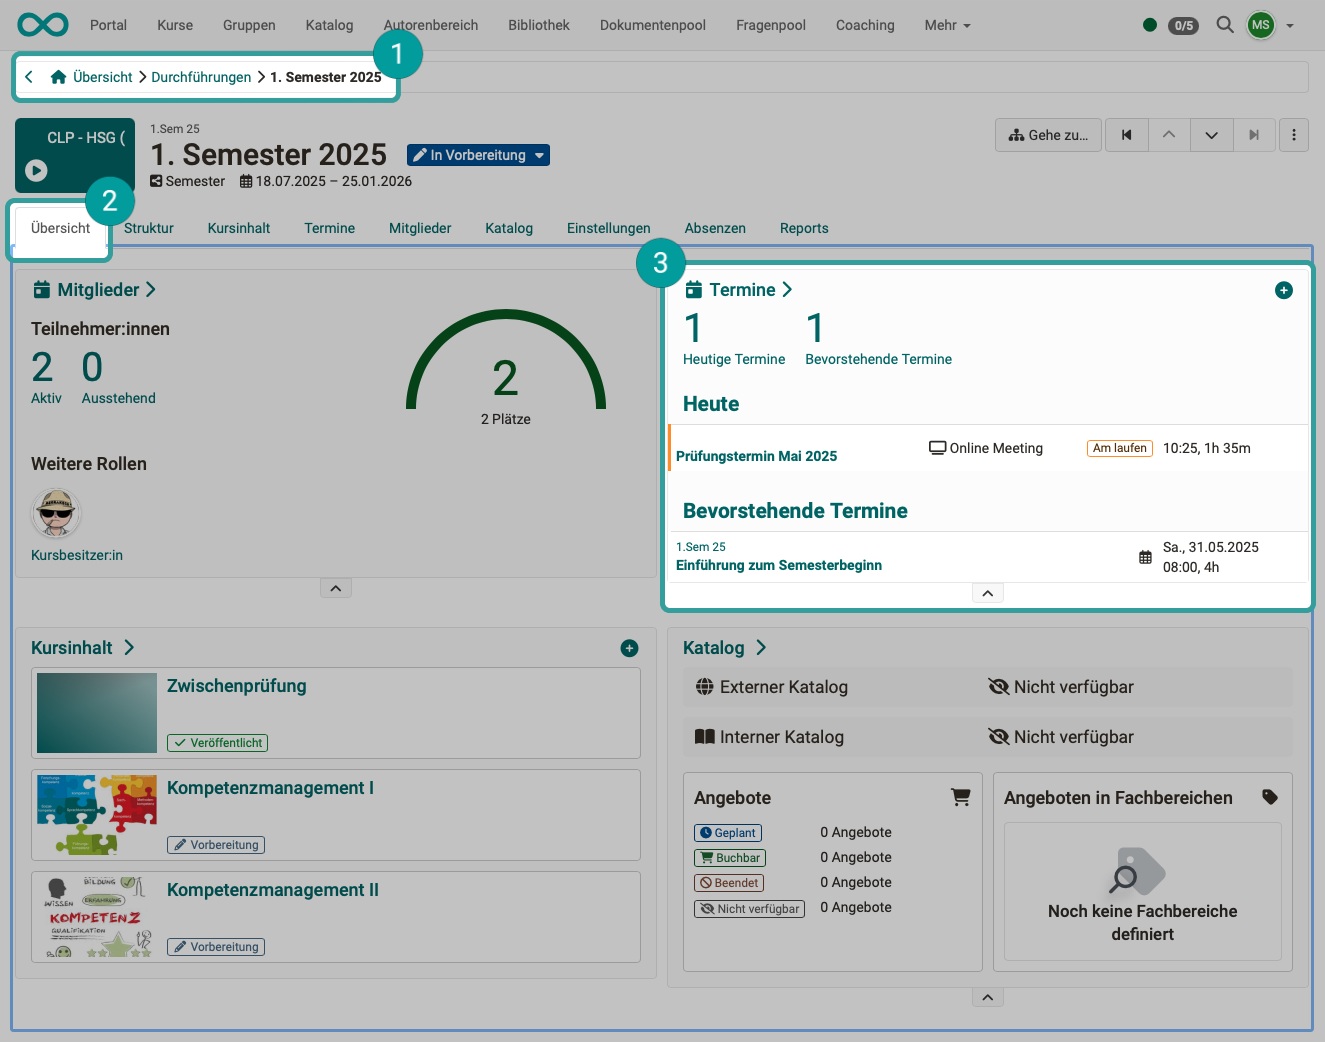 Portal Kurse Gruppen Katalog Autorenbereich Bibliothek Dokumentenpool Fragenpool Coaching Mehr 0/5 MS
1
Übersicht Durchführungen 1. Semester 2025
CLP - HSG (
1.Sem 25
1. Semester 2025 In Vorbereitung
Semester 18.07.2025 – 25.01.2026
Gehe zu...
2
Übersicht Struktur Kursinhalt Termine Mitglieder Katalog Einstellungen Absenzen Reports
3
Mitglieder
Teilnehmer:innen
2 0
Aktiv Ausstehend
2
2 Plätze
Weitere Rollen
Kursbesitzer:in
Termine
1 1
Heutige Termine Bevorstehende Termine
Heute
Prüfungstermin Mai 2025 Online Meeting Am laufen 10:25, 1h 35m
Bevorstehende Termine
1.Sem 25
Einführung zum Semesterbeginn
Sa., 31.05.2025
08:00, 4h
Kursinhalt
Zwischenprüfung
Veröffentlicht
Kompetenzmanagement I
Vorbereitung
BILDUNG
WISSEN
ERFAHRUNG
KOMPETENZ
QUALIFIKATION
Kompetenzmanagement II
Vorbereitung
Katalog
Externer Katalog Nicht verfügbar
Interner Katalog Nicht verfügbar
Angebote
Geplant 0 Angebote
Buchbar 0 Angebote
Beendet 0 Angebote
Nicht verfügbar 0 Angebote
Angeboten in Fachbereichen
Noch keine Fachbereiche
definiert